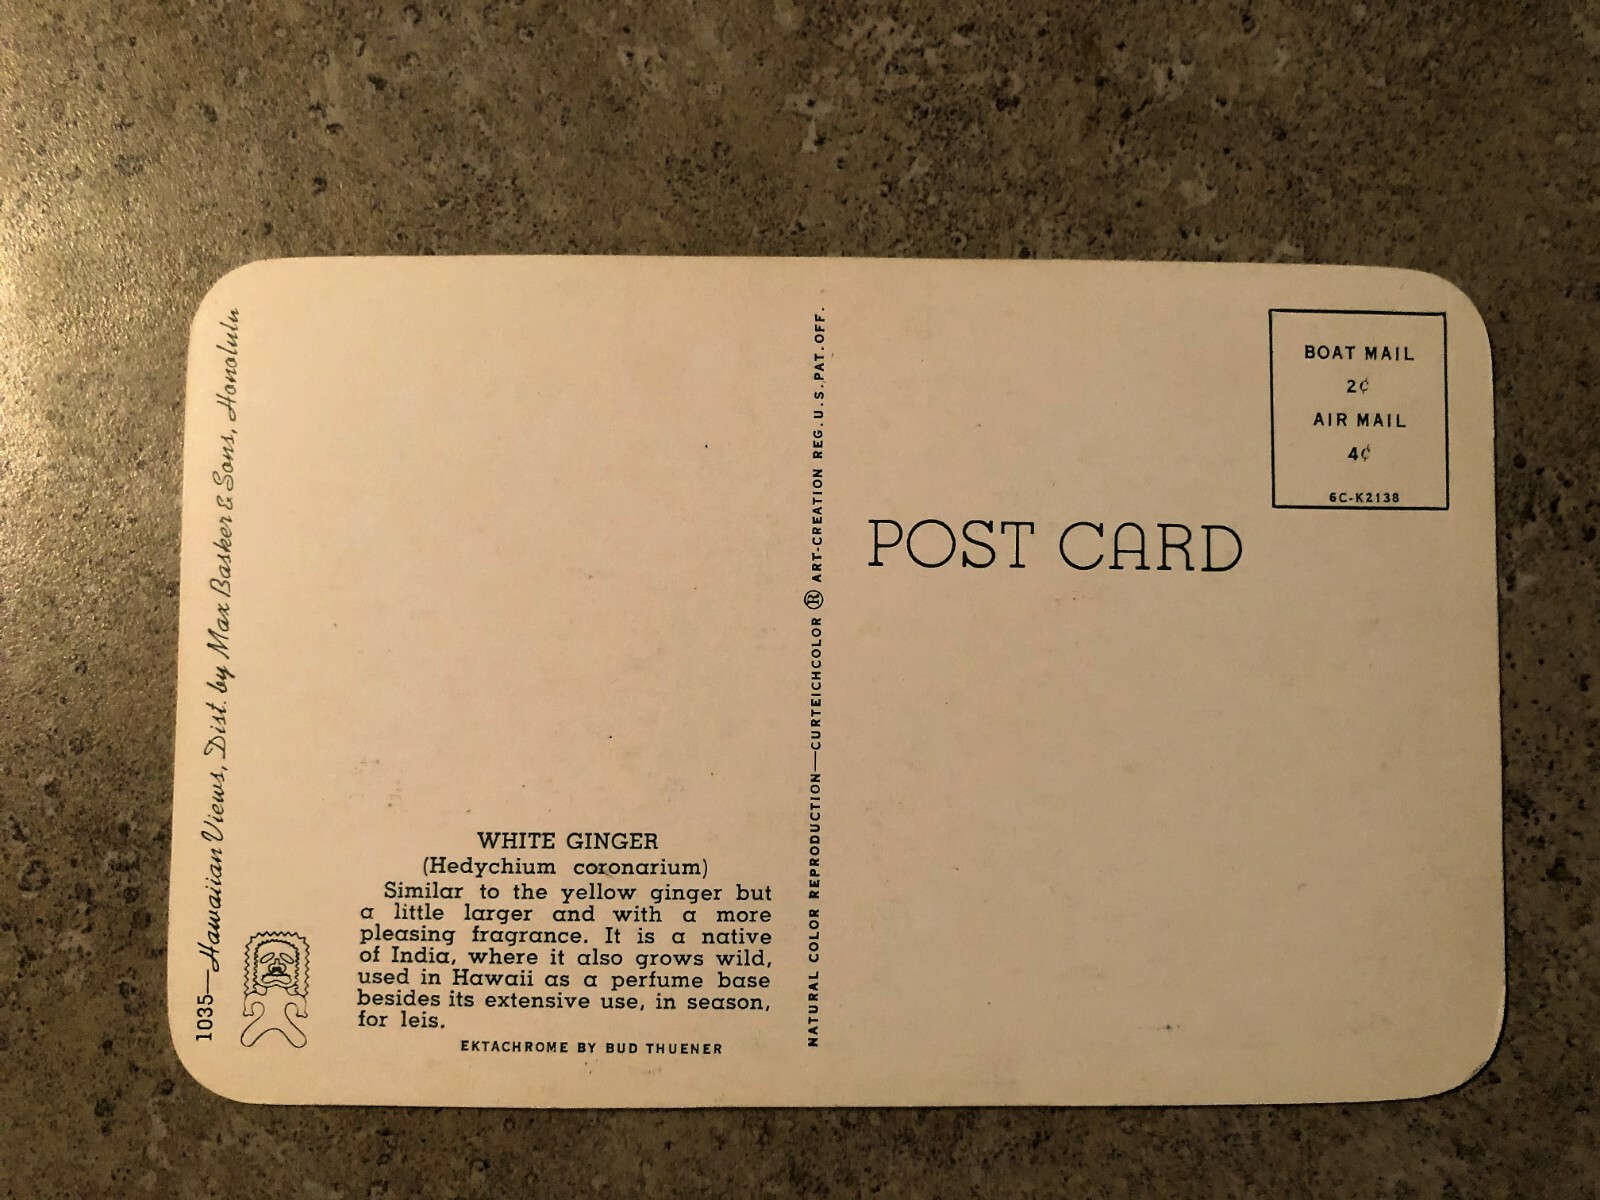 1035—Hawaiian Views, Dist. by Max Basker & Sons, Honolulu
WHITE GINGER
(Hedychium coronarium)
Similar to the yellow ginger but
a little larger and with a more
pleasing fragrance. It is a native
of India, where it also grows wild,
used in Hawaii as a perfume base
besides its extensive use, in season,
for leis.
EKTACHROME BY BUD THUENER
NATURAL COLOR REPRODUCTION—CURTEICHCOLOR ® ART-CREATION REG. U.S. PAT. OFF.
POST CARD
BOAT MAIL
2¢
AIR MAIL
4¢
6C-K2138